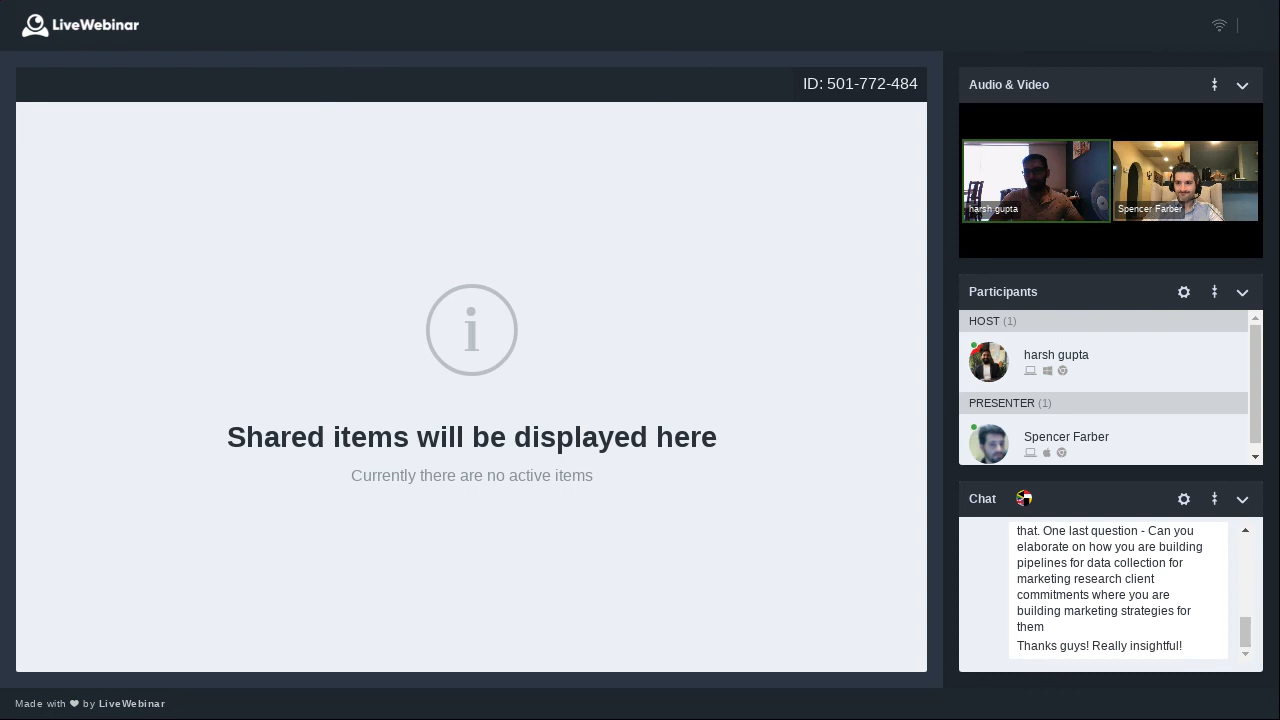 LiveWebinar
ID: 501-772-484
Shared items will be displayed here
Currently there are no active items
Audio & Video
harsh gupta
Spencer Farber
Participants
HOST (1)
harsh gupta
PRESENTER (1)
Spencer Farber
Chat
that. One last question - Can you
elaborate on how you are building
pipelines for data collection for
marketing research client
commitments where you are
building marketing strategies for
them
Thanks guys! Really insightful!
Made with ❤ by LiveWebinar